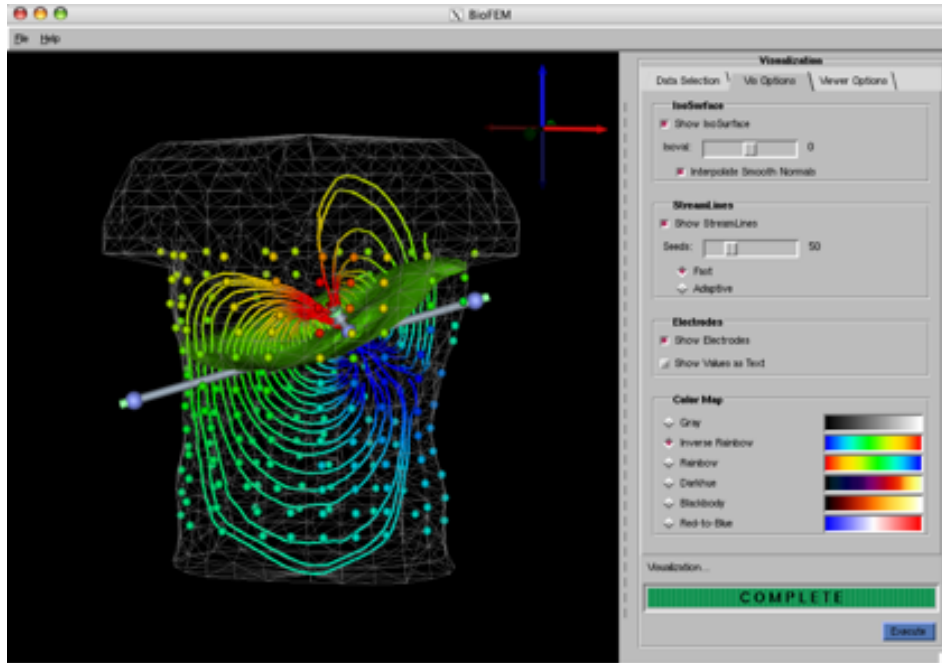 BioFEM
File Help
Visualization
Data Selection Vis Options Viewer Options
IsoSurface
Show IsoSurface
Isoval: 0
Interpolate Smooth Normals
StreamLines
Show StreamLines
Seeds: 50
Fast
Adaptive
Electrodes
Show Electrodes
Show Values as Text
Color Map
Gray
Inverse Rainbow
Rainbow
Darkhue
Blackbody
Red-to-Blue
Visualization...
COMPLETE
Execute